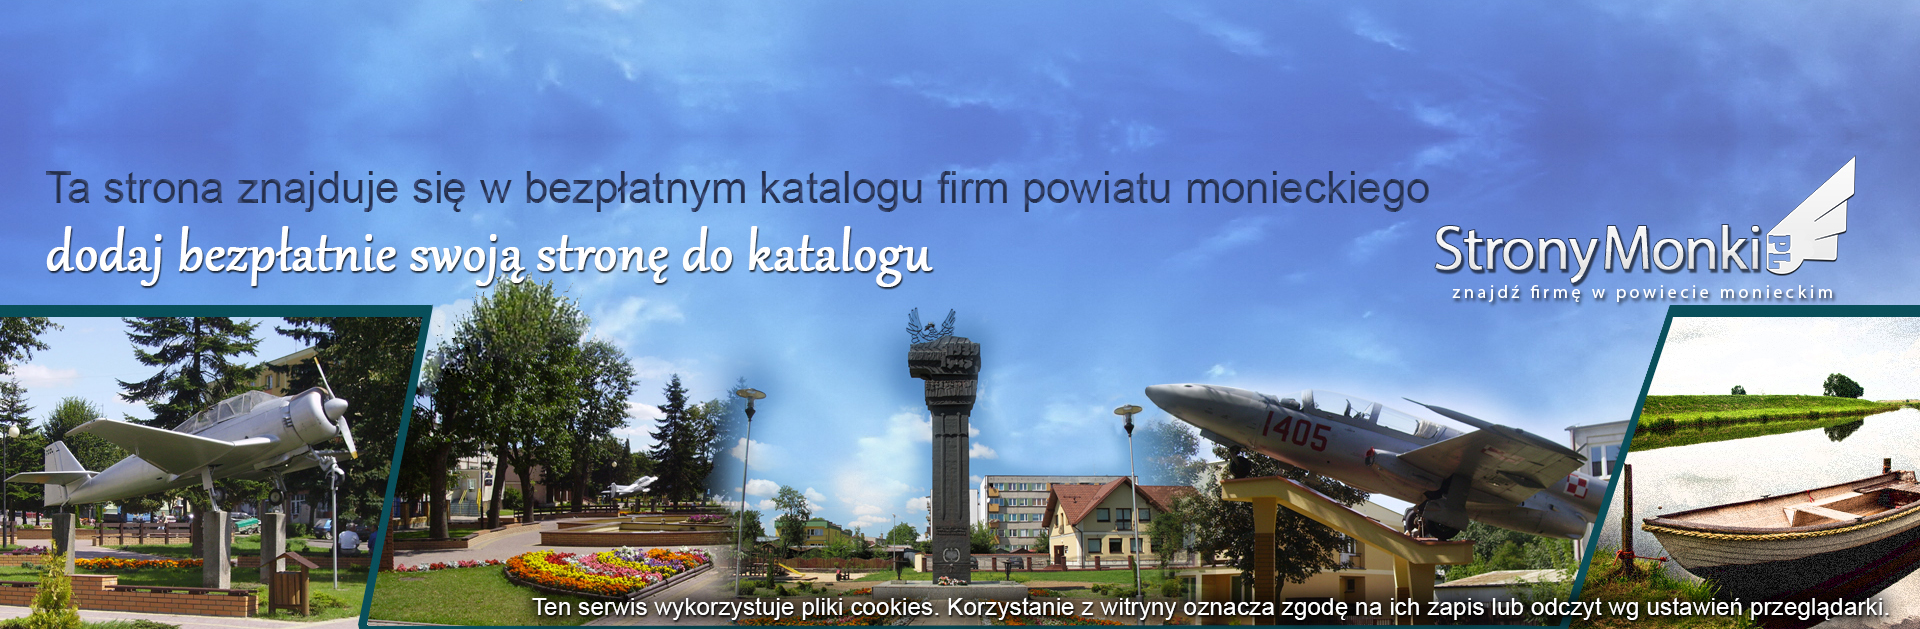 Ta strona znajduje się w bezpłatnym katalogu firm powiatu monieckiego
dodaj bezpłatnie swoją stronę do katalogu
StronyMonki PL
znajdź firmę w powiecie monieckim
1405
Ten serwis wykorzystuje pliki cookies. Korzystanie z witryny oznacza zgodę na ich zapis lub odczyt wg ustawień przeglądarki.